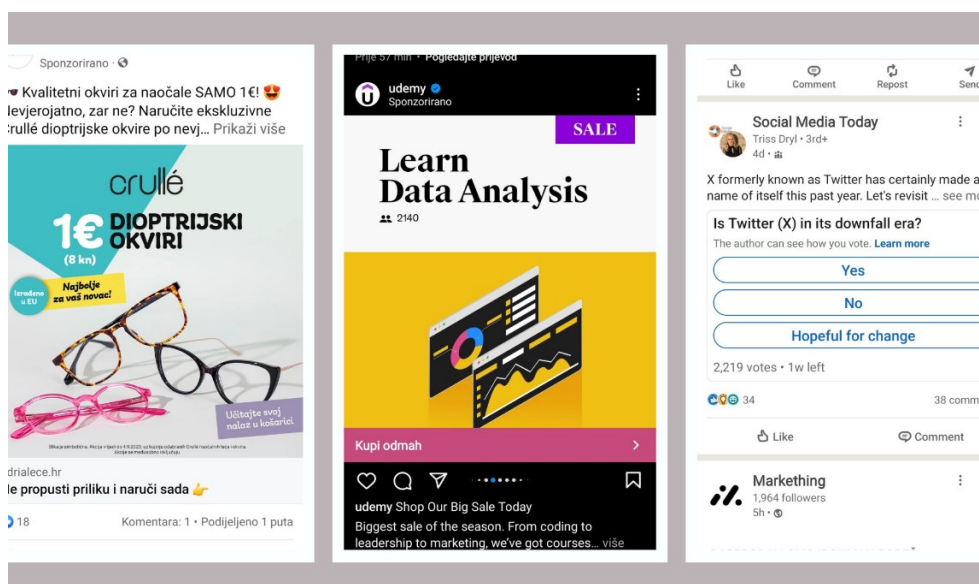 Sponzorirano ·
Kvalitetni okviri za naočale SAMO 1€!
Nevjerojatno, zar ne? Naručite ekskluzivne
Crullé dioptrijske okvire po nevj... Prikaži više
crullé
1€ DIOPTRIJSKI
OKVIRI
(8 kn)
Izrađeno
u EU
Najbolje
za vaš novac!
Učitajte svoj
nalaz u košarici
drialece.hr
Ne propusti priliku i naruči sada
18
Komentara: 1 • Podijeljeno 1 puta
Prije 57 min • Pogledajte prijevod
udemy
Sponzorirano
SALE
Learn
Data Analysis
2140
Kupi odmah
udemy Shop Our Big Sale Today
Biggest sale of the season. From coding to
leadership to marketing, we've got courses... više
Like
Comment
Repost
Send
Social Media Today
Triss Dryl • 3rd+
4d •
X formerly known as Twitter has certainly made a
name of itself this past year. Let's revisit ... see mo
Is Twitter (X) in its downfall era?
The author can see how you vote. Learn more
Yes
No
Hopeful for change
2,219 votes • 1w left
34
38 comm
Like
Comment
Markething
1,964 followers
5h •